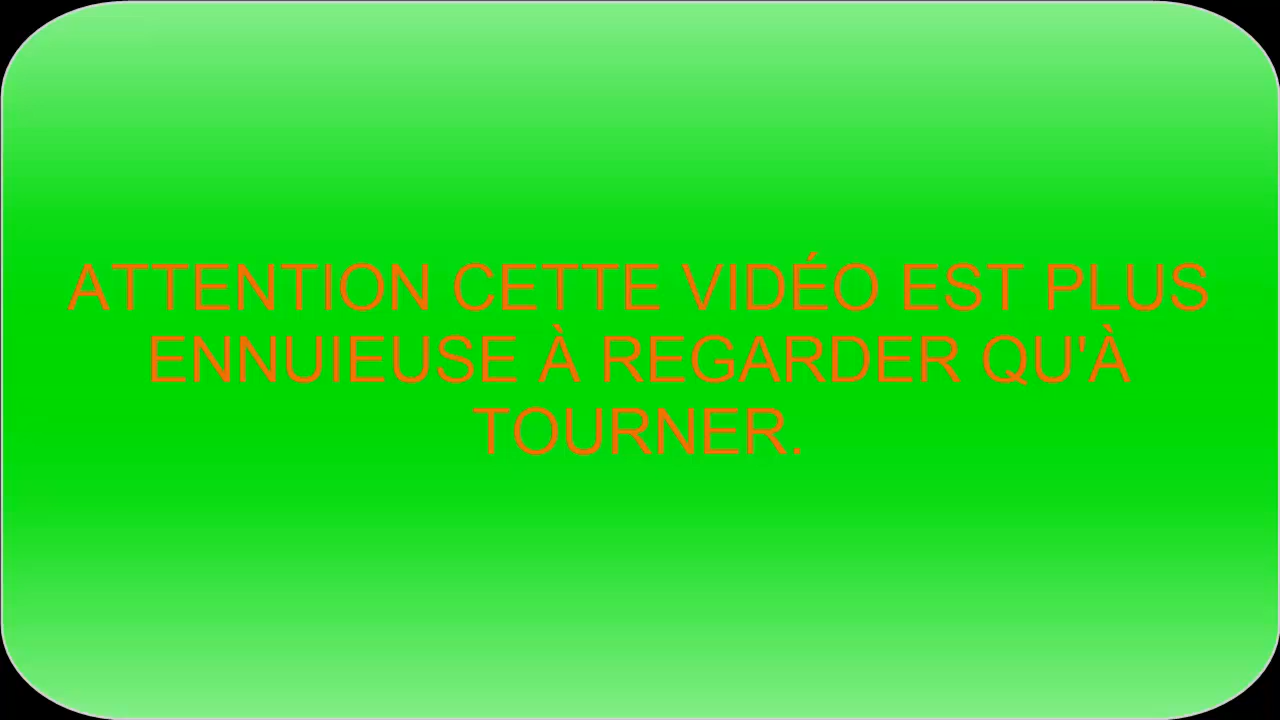 ATTENTION CETTE VIDÉO EST PLUS
ENNUIEUSE À REGARDER QU'À
TOURNER.